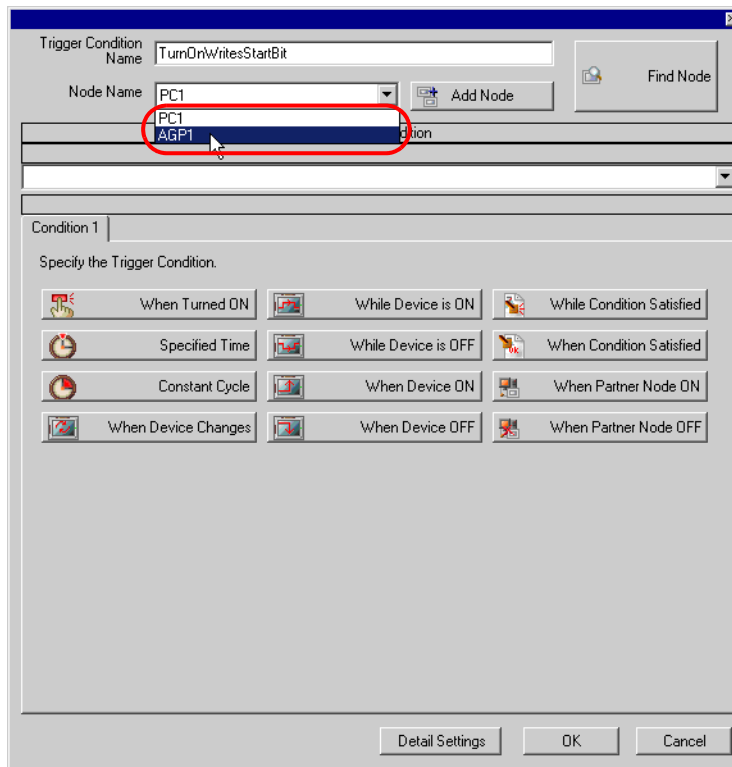 Trigger Condition
Name
TurnOnWritesStartBit
Find Node
Node Name
PC1
Add Node
PC1
AGP1
Condition 1
Specify the Trigger Condition.
When Turned ON
While Device is ON
While Condition Satisfied
Specified Time
While Device is OFF
When Condition Satisfied
Constant Cycle
When Device ON
When Partner Node ON
When Device Changes
When Device OFF
When Partner Node OFF
Detail Settings
OK
Cancel